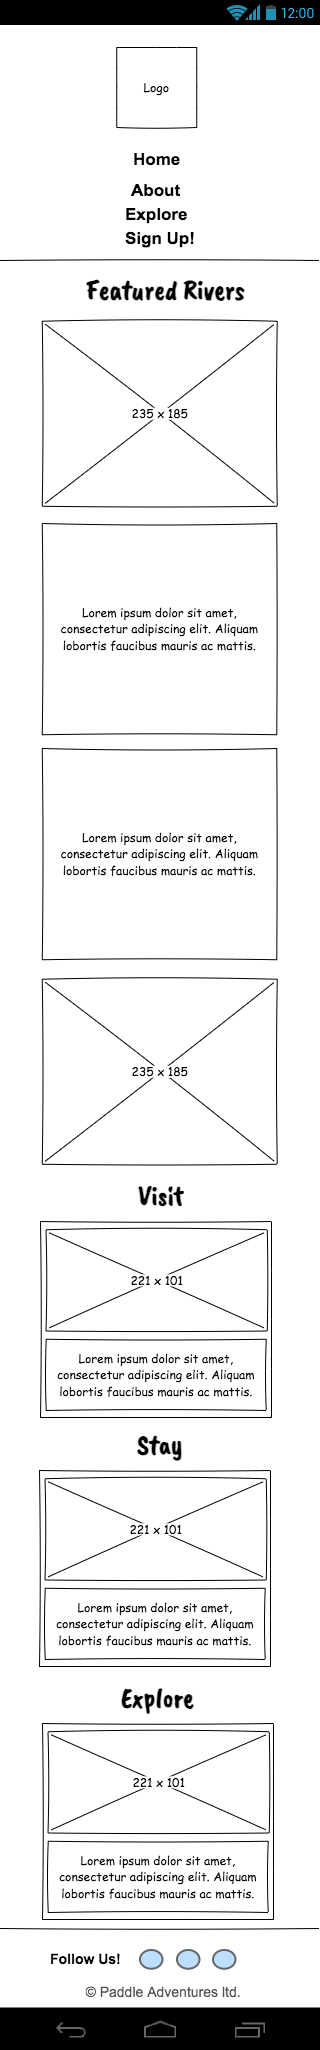 12:00
Logo
Home
About
Explore
Sign Up!
Featured Rivers
235 x 185
Lorem ipsum dolor sit amet,
consectetur adipiscing elit. Aliquam
lobortis faucibus mauris ac mattis.
Lorem ipsum dolor sit amet,
consectetur adipiscing elit. Aliquam
lobortis faucibus mauris ac mattis.
235 x 185
Visit
221 x 101
Lorem ipsum dolor sit amet,
consectetur adipiscing elit. Aliquam
lobortis faucibus mauris ac mattis.
Stay
221 x 101
Lorem ipsum dolor sit amet,
consectetur adipiscing elit. Aliquam
lobortis faucibus mauris ac mattis.
Explore
221 x 101
Lorem ipsum dolor sit amet,
consectetur adipiscing elit. Aliquam
lobortis faucibus mauris ac mattis.
Follow Us!
© Paddle Adventures ltd.